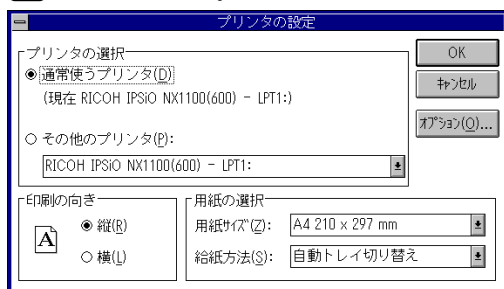 プリンタの設定
プリンタの選択
通常使うプリンタ(D)
(現在 RICOH IPSiO NX1100(600) - LPT1:)
その他のプリンタ(P):
RICOH IPSiO NX1100(600) - LPT1:
OK
ｷｬﾝｾﾙ
ｵﾌﾟｼｮﾝ(O)...
印刷の向き
A
縦(R)
横(L)
用紙の選択
用紙ｻｲｽﾞ(Z): A4 210 x 297 mm
給紙方法(S): 自動トレイ切り替え